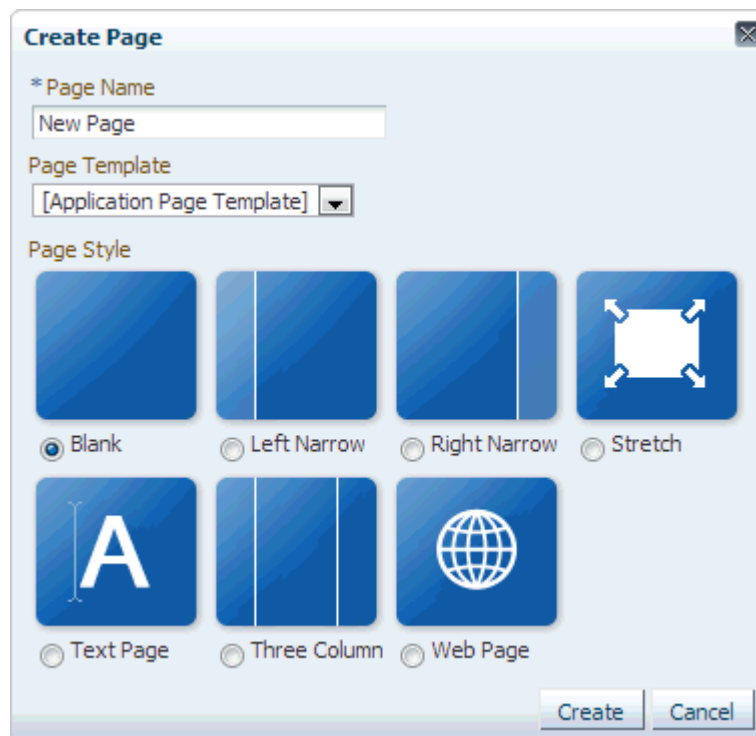 Create Page
* Page Name
New Page
Page Template
[Application Page Template]
Page Style
Blank Left Narrow Right Narrow Stretch
A
Text Page Three Column Web Page
Create Cancel